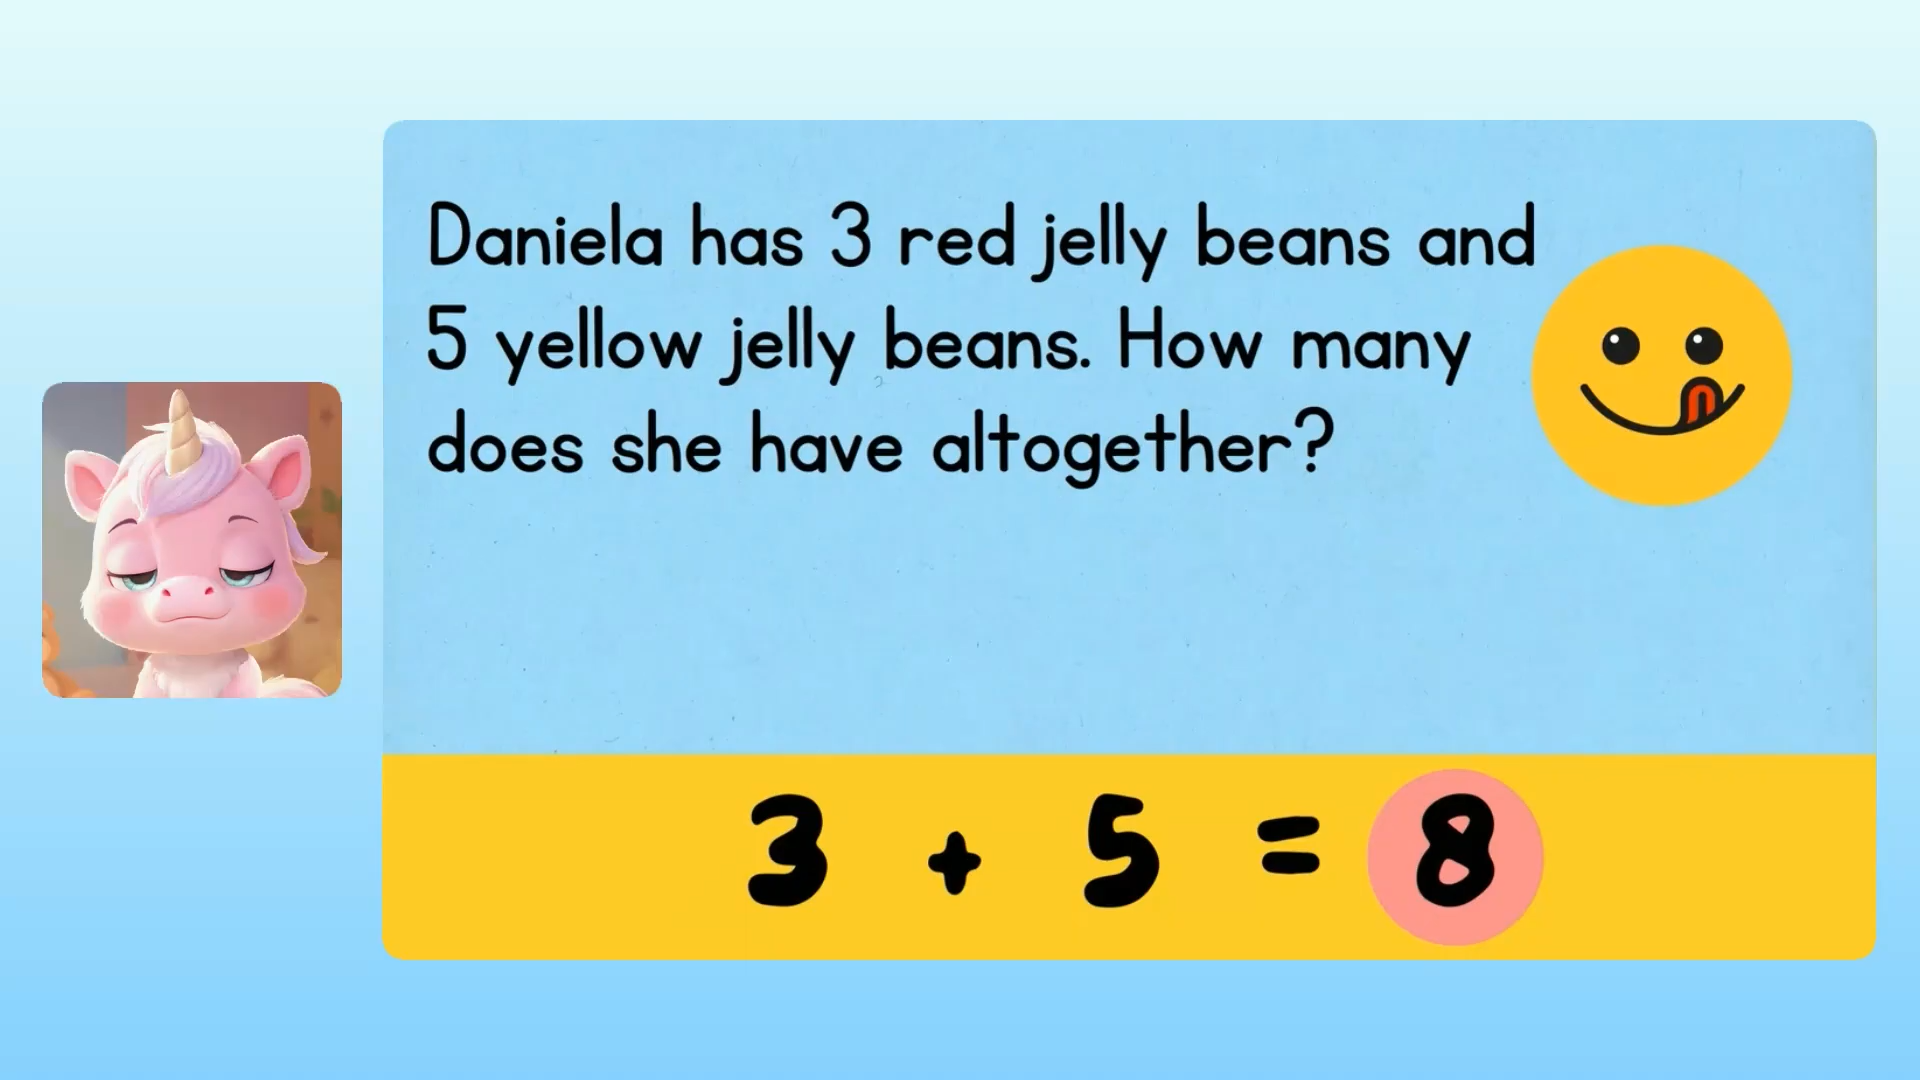 Daniela has 3 red jelly beans and
5 yellow jelly beans. How many
does she have altogether?
3 + 5 = 8